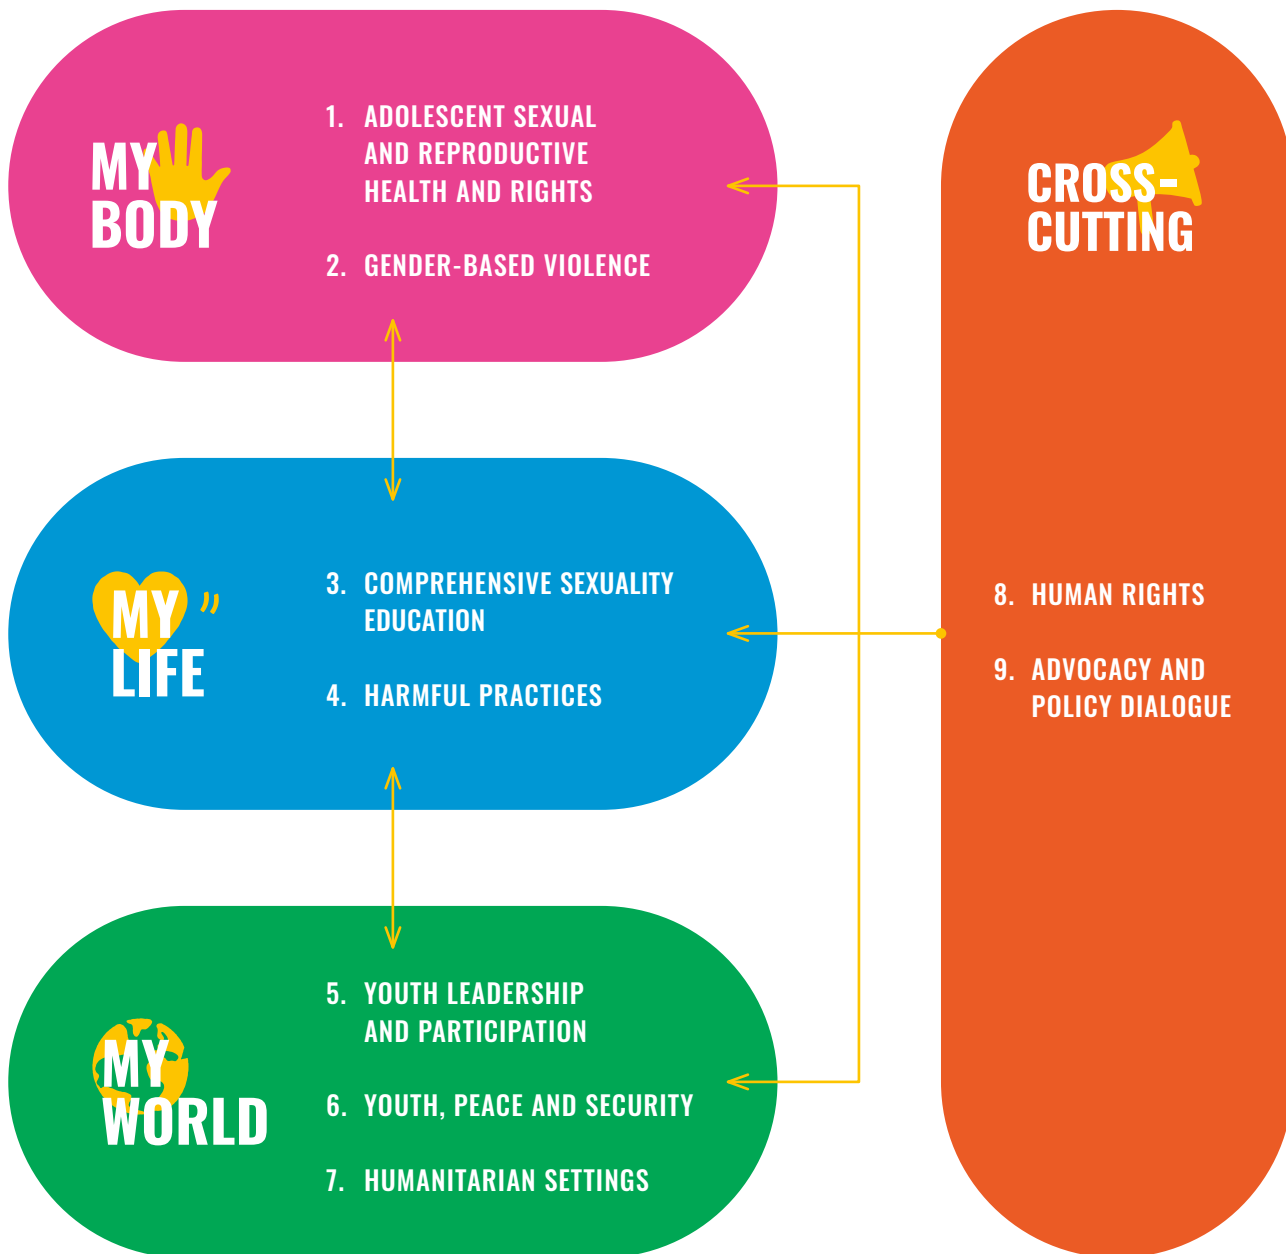 MY
BODY
1. ADOLESCENT SEXUAL
AND REPRODUCTIVE
HEALTH AND RIGHTS
2. GENDER-BASED VIOLENCE
MY
LIFE
3. COMPREHENSIVE SEXUALITY
EDUCATION
4. HARMFUL PRACTICES
MY
WORLD
5. YOUTH LEADERSHIP
AND PARTICIPATION
6. YOUTH, PEACE AND SECURITY
7. HUMANITARIAN SETTINGS
CROSS-
CUTTING
8. HUMAN RIGHTS
9. ADVOCACY AND
POLICY DIALOGUE